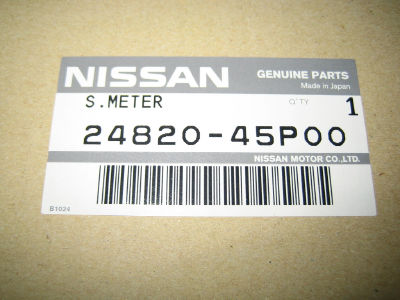 NISSAN GENUINE PARTS
Made in Japan
S.METER Q'TY 1
24820-45P00
NISSAN MOTOR CO.,LTD.
B1024